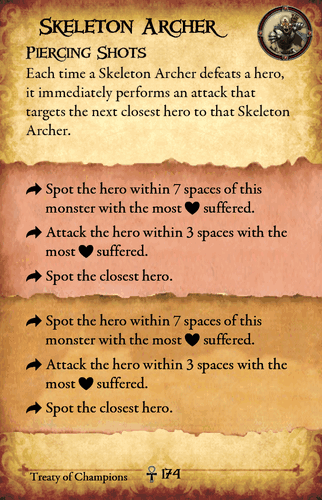 Skeleton Archer
Piercing Shots
Each time a Skeleton Archer defeats a hero,
it immediately performs an attack that
targets the next closest hero to that Skeleton
Archer.
Spot the hero within 7 spaces of this
monster with the most ♥ suffered.
Attack the hero within 3 spaces with the
most ♥ suffered.
Spot the closest hero.
Spot the hero within 7 spaces of this
monster with the most ♥ suffered.
Attack the hero within 3 spaces with the
most ♥ suffered.
Spot the closest hero.
Treaty of Champions ☥ 174